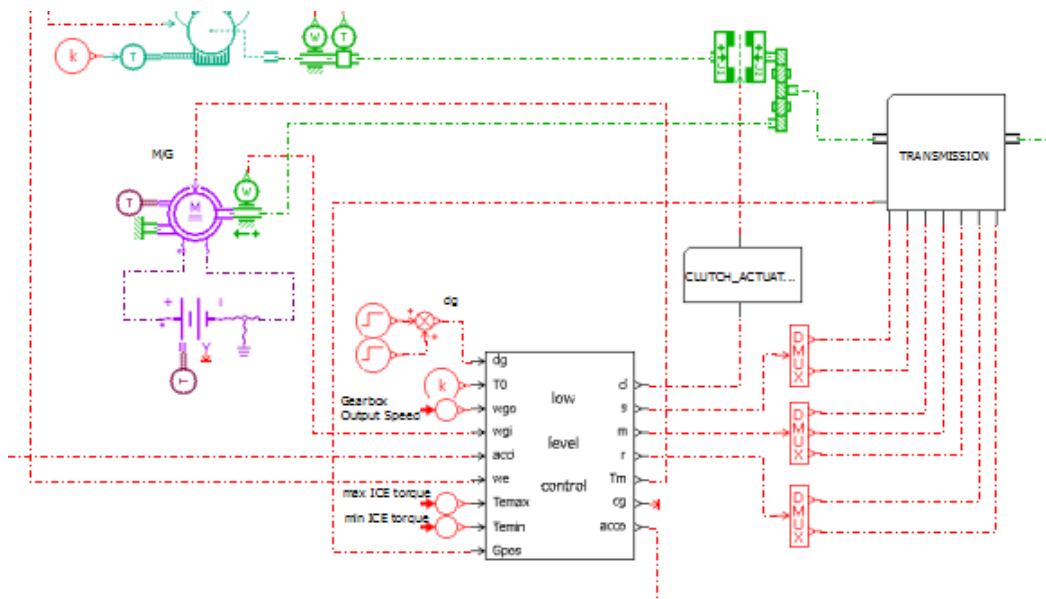 k
T
W
T
M/G
T
M
W
+
I
Y
T
TRANSMISSION
CLUTCH_ACTUAT...
dg
+
+
k
Gearbox
Output Speed
max ICE torque
min ICE torque
dg
T0
wgo
wgi
acci
we
Temax
Temin
Gpos
low
level
control
cl
g
m
r
Tm
cg
acco
DMUX
DMUX
DMUX